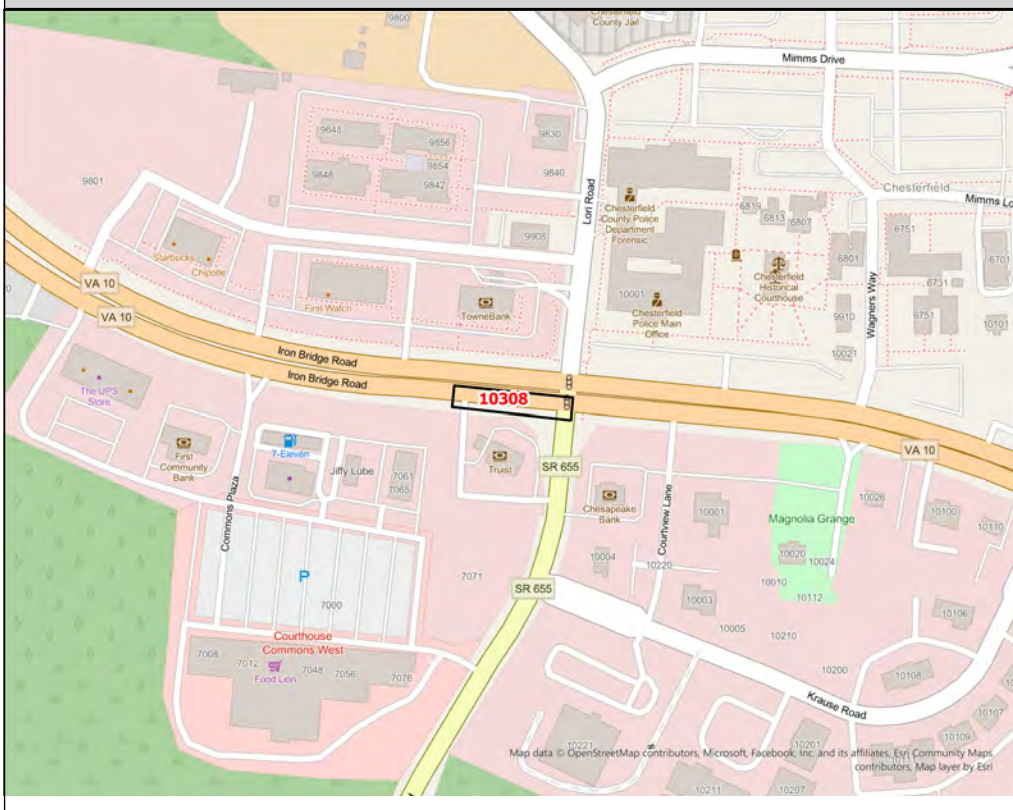 Chesterfield
County Jail
9800
Mimms Drive
9648
9856
9830
9854
9848
9842
9840
9801
Lori Road
Chesterfield
County Police
Department
Forensic
Chesterfield
Mimms Lo
6819
6813
6807
6751
9908
Starbucks
Chipotle
6801
6701
Chesterfield
Historical
Courthouse
VA 10
First Watch
TowneBank
10001
Chesterfield
Police Main
Office
6731
Wagners Way
9910
6751
10101
VA 10
10021
Iron Bridge Road
Iron Bridge Road
The UPS
Store
10308
VA 10
First
Community
Bank
7-Eleven
Jiffy Lube
7061
7065
Truist
SR 655
Chesapeake
Bank
Courtview Lane
10001
Magnolia Grange
10026
10100
10110
Commons Plaza
10004
10220
10020
10024
P
7071
SR 655
10010
10112
7000
10003
10106
10005
10210
Courthouse
Commons West
7008
7012
7048
7056
7076
Food Lion
10200
10108
Krause Road
10107
10109
10221
10201
10211
10207
Map data © OpenStreetMap contributors, Microsoft, Facebook, Inc. and its affiliates, Esri Community Maps
contributors, Map layer by Esri